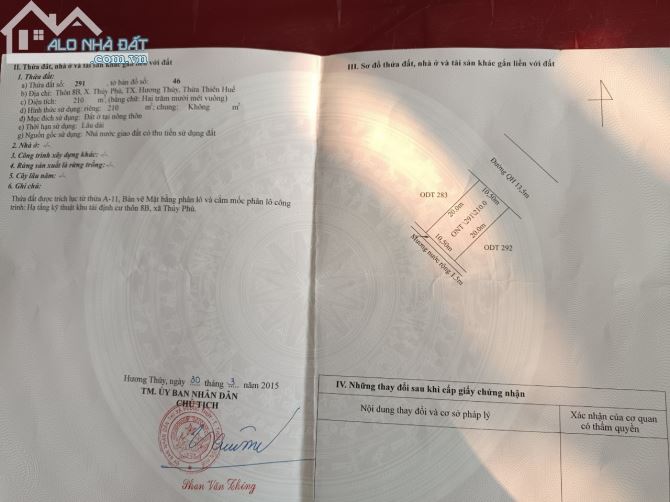 ALO NHÀ ĐẤT
.com.vn
II. Thửa đất, nhà ở và tài sản khác gắn liền với đất
1. Thửa đất:
a) Thửa đất số: 291, tờ bản đồ số: 46
b) Địa chỉ: Thôn 8B, X. Thủy Phù, TX. Hương Thủy, Thừa Thiên Huế
c) Diện tích: 210 m², (bằng chữ: Hai trăm mười mét vuông)
d) Hình thức sử dụng: riêng: 210 m²; chung: Không m²
đ) Mục đích sử dụng: Đất ở tại nông thôn
e) Thời hạn sử dụng: Lâu dài
g) Nguồn gốc sử dụng: Nhà nước giao đất có thu tiền sử dụng đất
2. Nhà ở: -/-
3. Công trình xây dựng khác: -/-
4. Rừng sản xuất là rừng trồng: -/-
5. Cây lâu năm: -/-
6. Ghi chú:
Thửa đất được trích lục từ thửa A-11, Bản vẽ Mặt bằng phân lô và cắm mốc phân lô công
trình: Hạ tầng kỹ thuật khu tái định cư thôn 8B, xã Thủy Phù.
Hương Thủy, ngày 30 tháng 3 năm 2015
TM. ỦY BAN NHÂN DÂN
CHỦ TỊCH
Phan Văn Thông
III. Sơ đồ thửa đất, nhà ở và tài sản khác gắn liền với đất
Đường QH 13,5m
ODT 283
10.50m
20.0m
ONT \291\210.0
20.0m
10.50m
ODT 292
Mương nước rộng 1,5m
IV. Những thay đổi sau khi cấp giấy chứng nhận
Nội dung thay đổi và cơ sở pháp lý
Xác nhận của cơ quan
có thẩm quyền